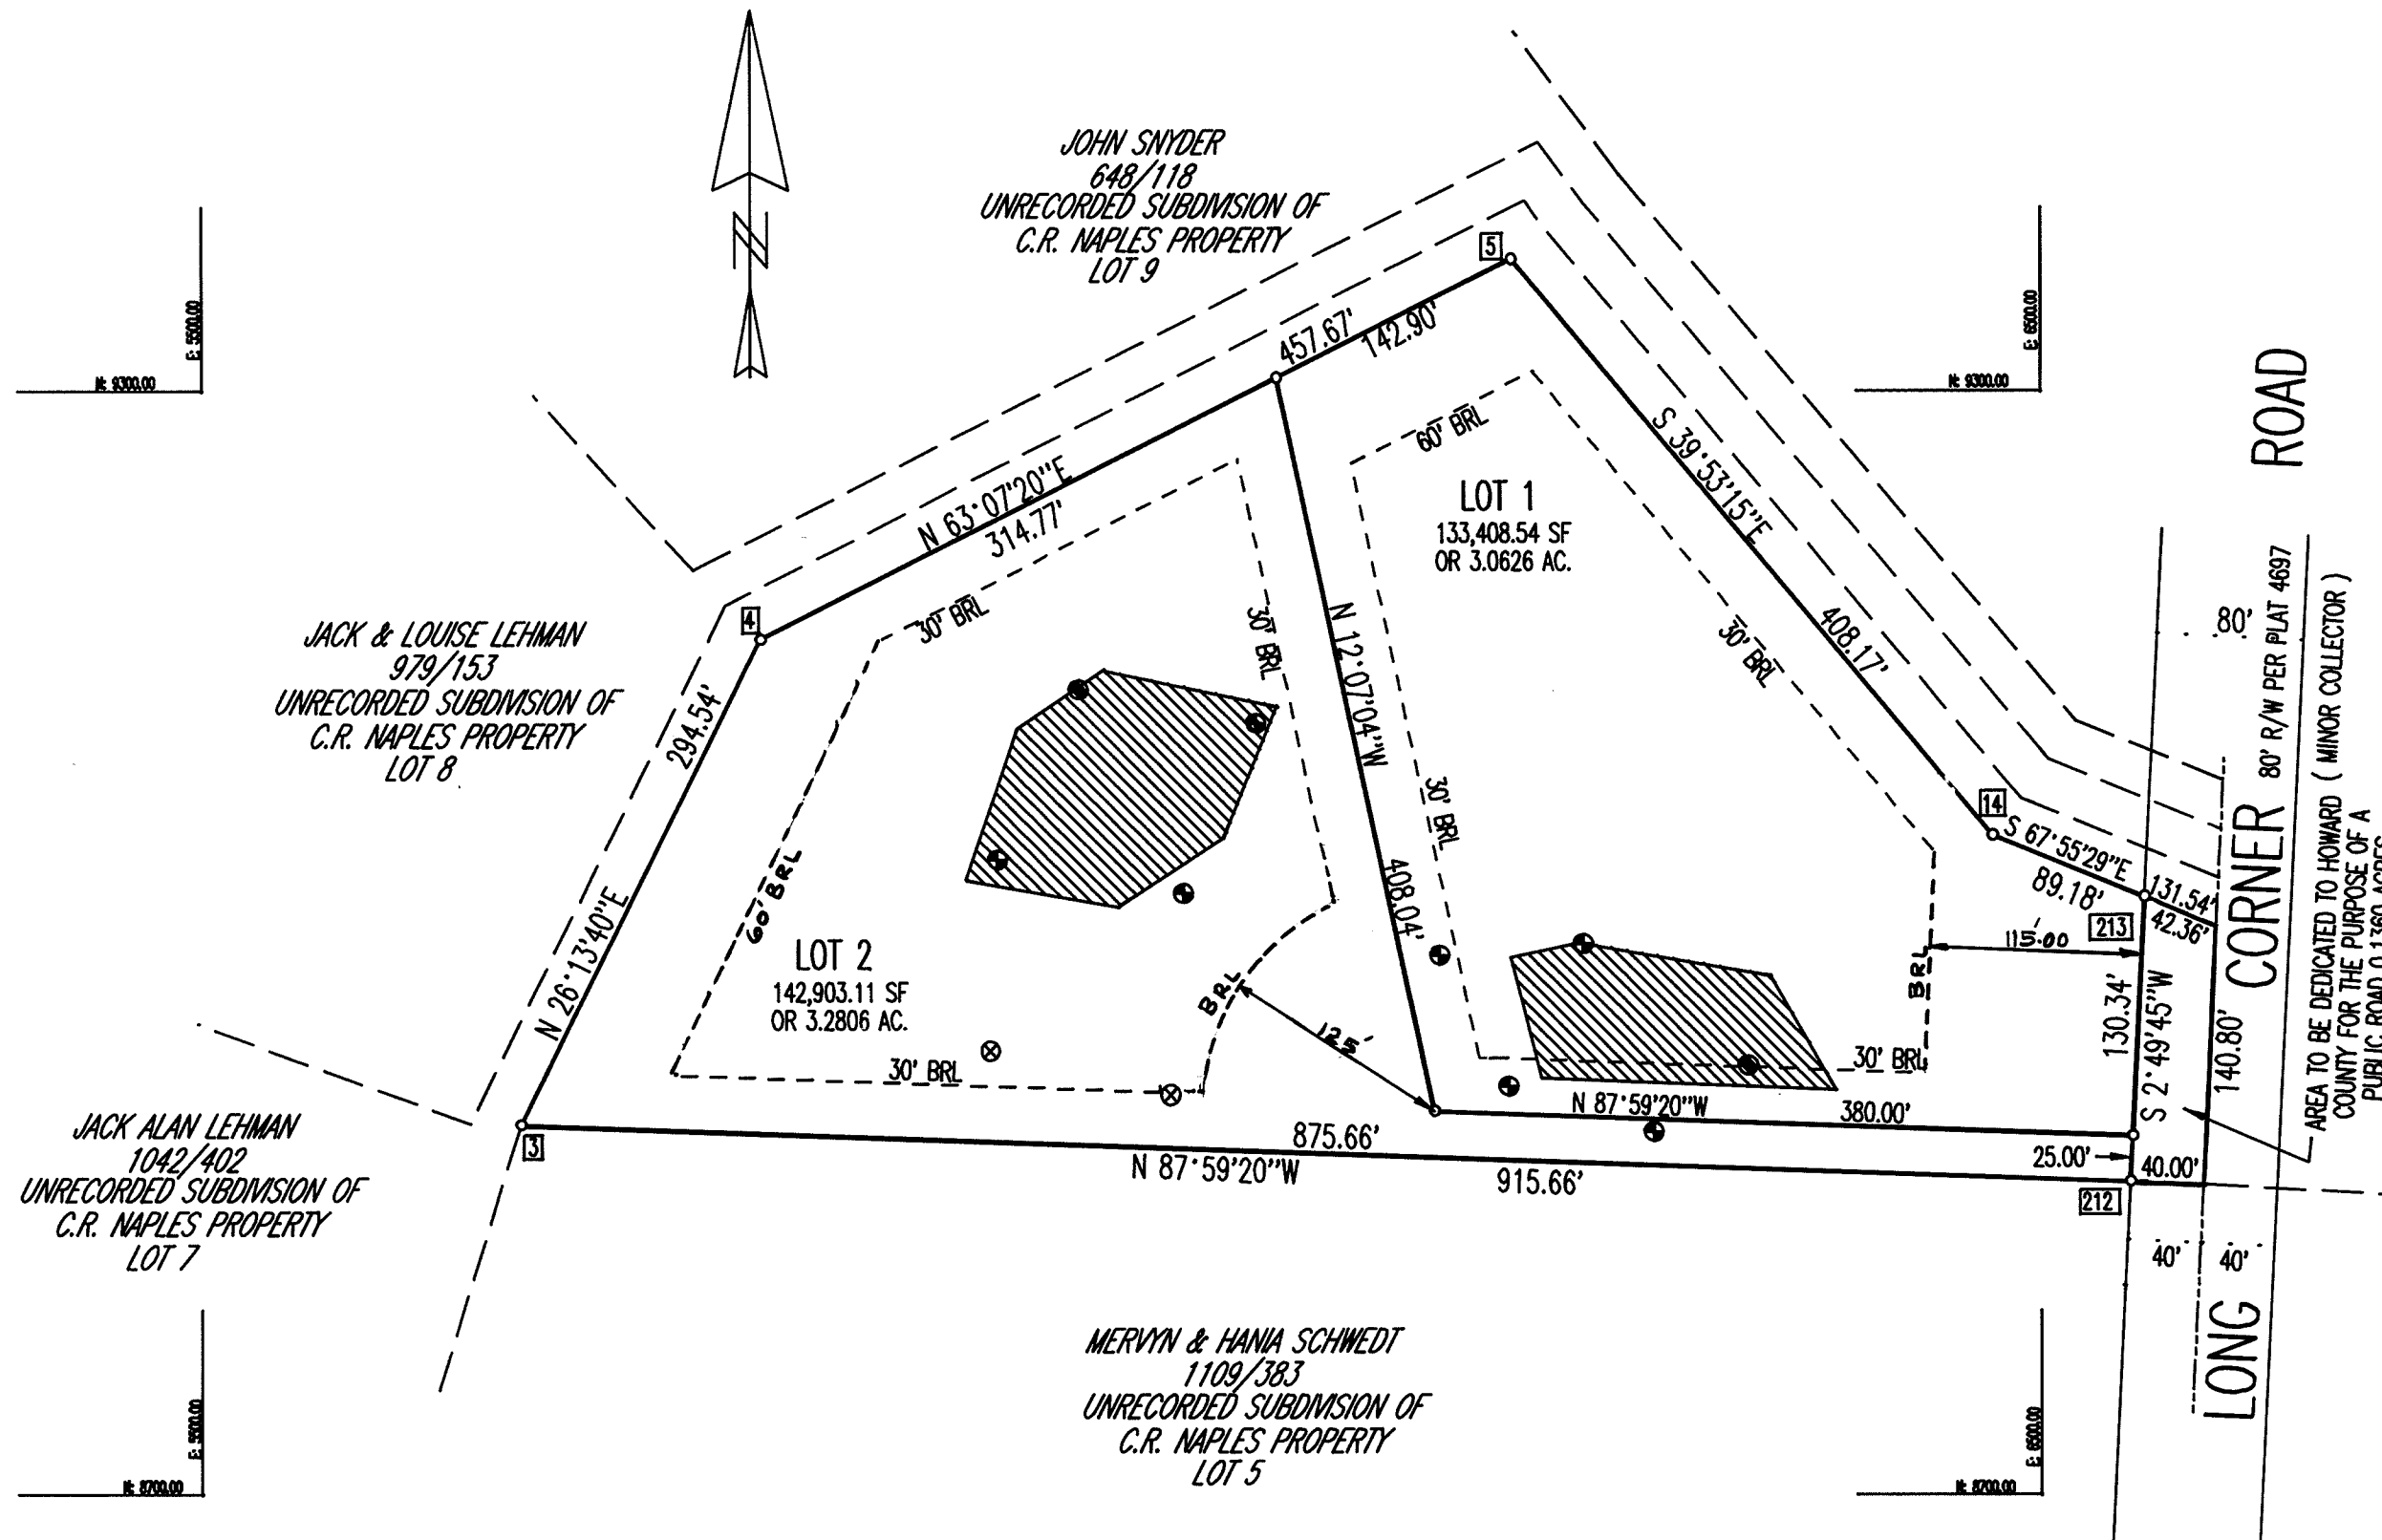 JOHN SNYDER
648/118
UNRECORDED SUBDIVISION OF
C.R. NAPLES PROPERTY
LOT 9
N
E: 5500.00
N: 9300.00
E: 6500.00
N: 9300.00
5
457.67'
142.90'
60' BRL
S 39°53'15"E
408.17'
LOT 1
133,408.54 SF
OR 3.0626 AC.
N 63°07'20"E
314.77'
30' BRL
30' BRL
N 12°07'04"W
408.04'
30' BRL
30' BRL
4
JACK & LOUISE LEHMAN
979/153
UNRECORDED SUBDIVISION OF
C.R. NAPLES PROPERTY
LOT 8
294.54'
N 26°13'40"E
60' BRL
LOT 2
142,903.11 SF
OR 3.2806 AC.
30' BRL
BRL
125'
14
S 67°55'29"E
89.18'
131.54'
42.36'
213
115.00'
BRL
30' BRL
130.34'
S 2°49'45"W
140.80'
N 87°59'20"W
380.00'
875.66'
N 87°59'20"W
915.66'
25.00'
40.00'
212
3
JACK ALAN LEHMAN
1042/402
UNRECORDED SUBDIVISION OF
C.R. NAPLES PROPERTY
LOT 7
MERVYN & HANIA SCHWEDT
1109/383
UNRECORDED SUBDIVISION OF
C.R. NAPLES PROPERTY
LOT 5
40'
40'
80'
LONG CORNER ROAD
80' R/W PER PLAT 4697
( MINOR COLLECTOR )
AREA TO BE DEDICATED TO HOWARD
COUNTY FOR THE PURPOSE OF A
PUBLIC ROAD 0.1360 ACRES
E: 5500.00
N: 8700.00
E: 6500.00
N: 8700.00